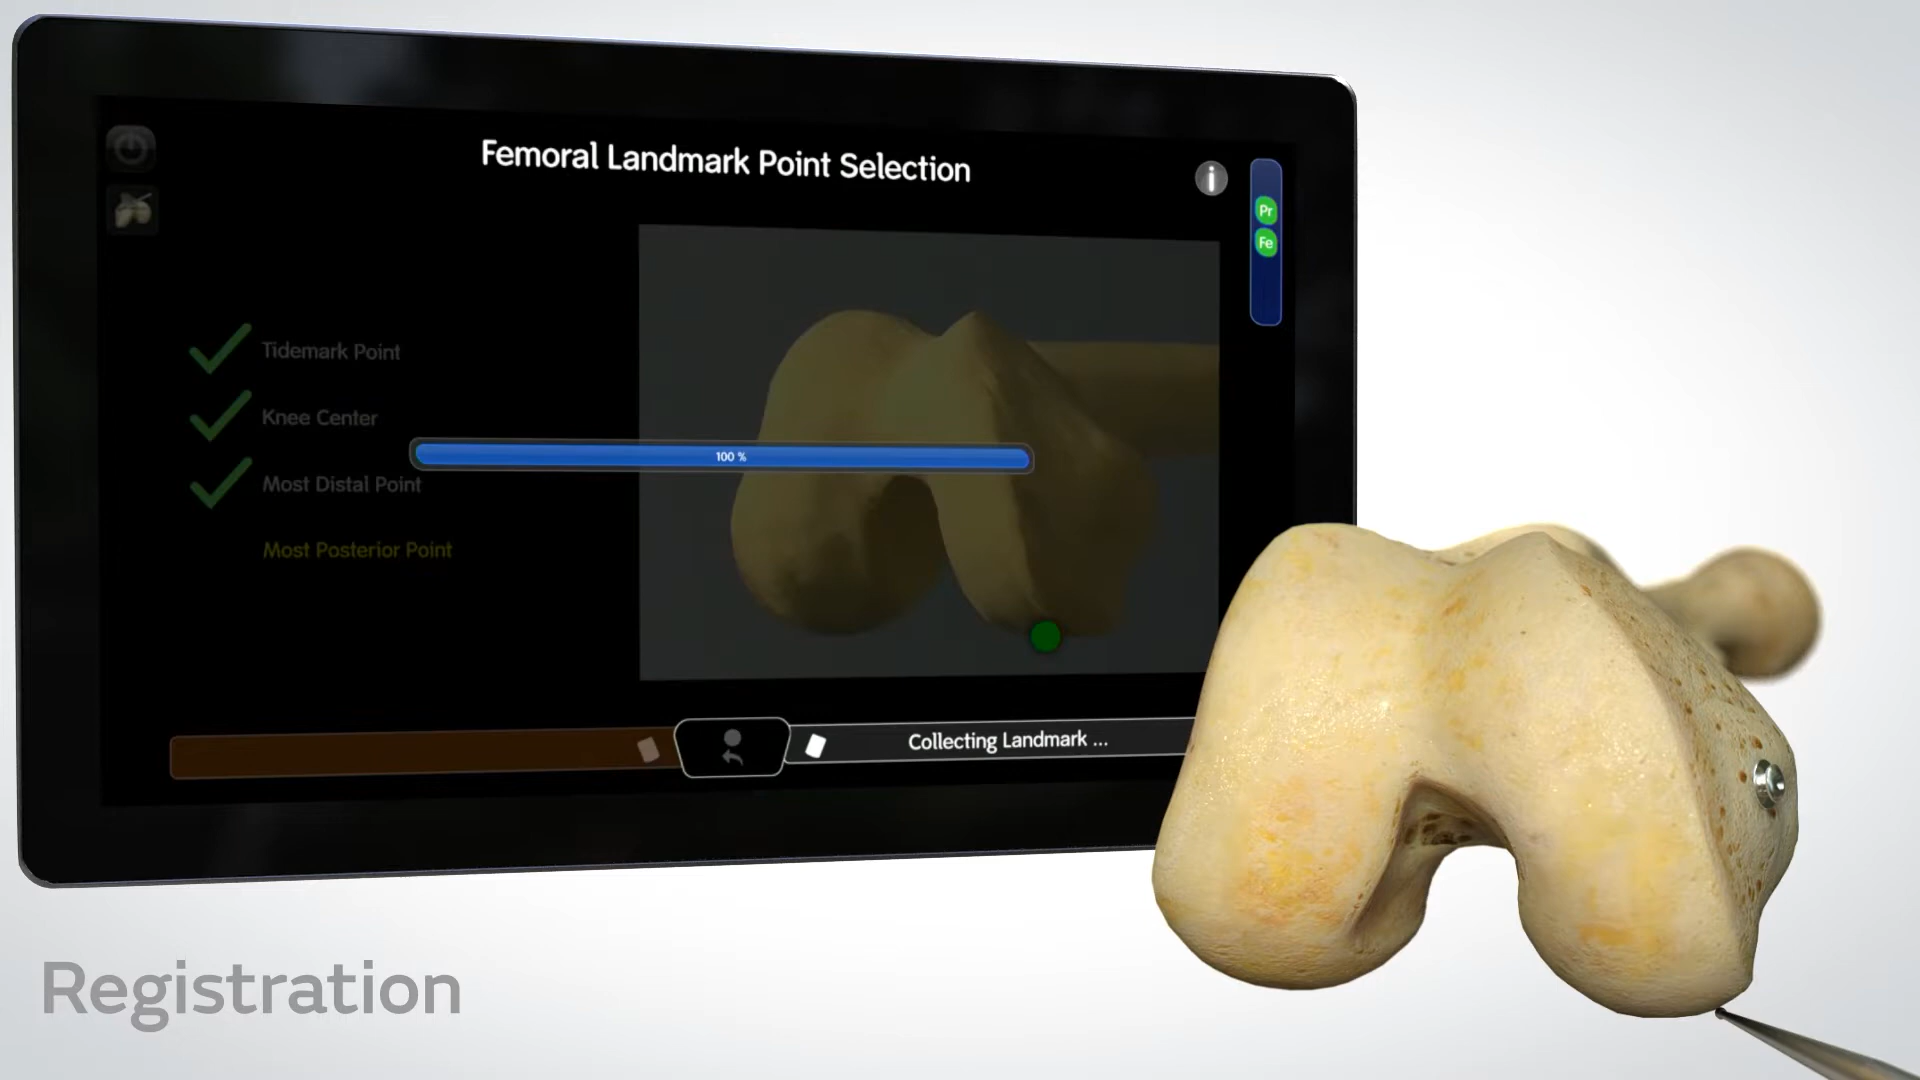 Femoral Landmark Point Selection
i
Pr
Fe
Tidemark Point
Knee Center
100 %
Most Distal Point
Most Posterior Point
Collecting Landmark ...
Registration